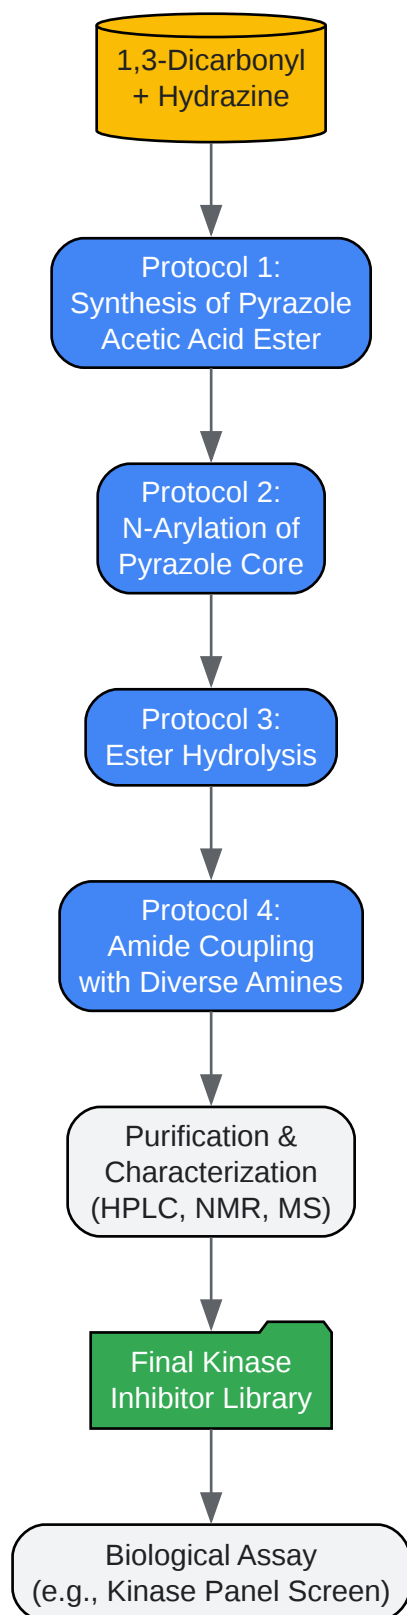 1,3-Dicarbonyl
+ Hydrazine
Protocol 1:
Synthesis of Pyrazole
Acetic Acid Ester
Protocol 2:
N-Arylation of
Pyrazole Core
Protocol 3:
Ester Hydrolysis
Protocol 4:
Amide Coupling
with Diverse Amines
Purification &
Characterization
(HPLC, NMR, MS)
Final Kinase
Inhibitor Library
Biological Assay
(e.g., Kinase Panel Screen)